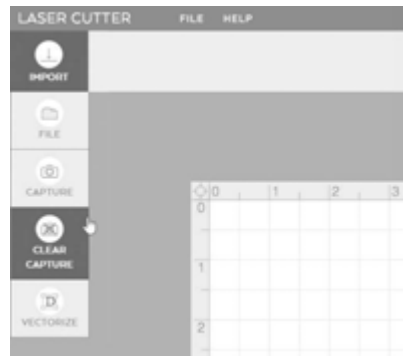 LASER CUTTER FILE HELP
IMPORT
FILE
CAPTURE
CLEAR
CAPTURE
D
VECTORIZE
0 1 2 3
0
1
2